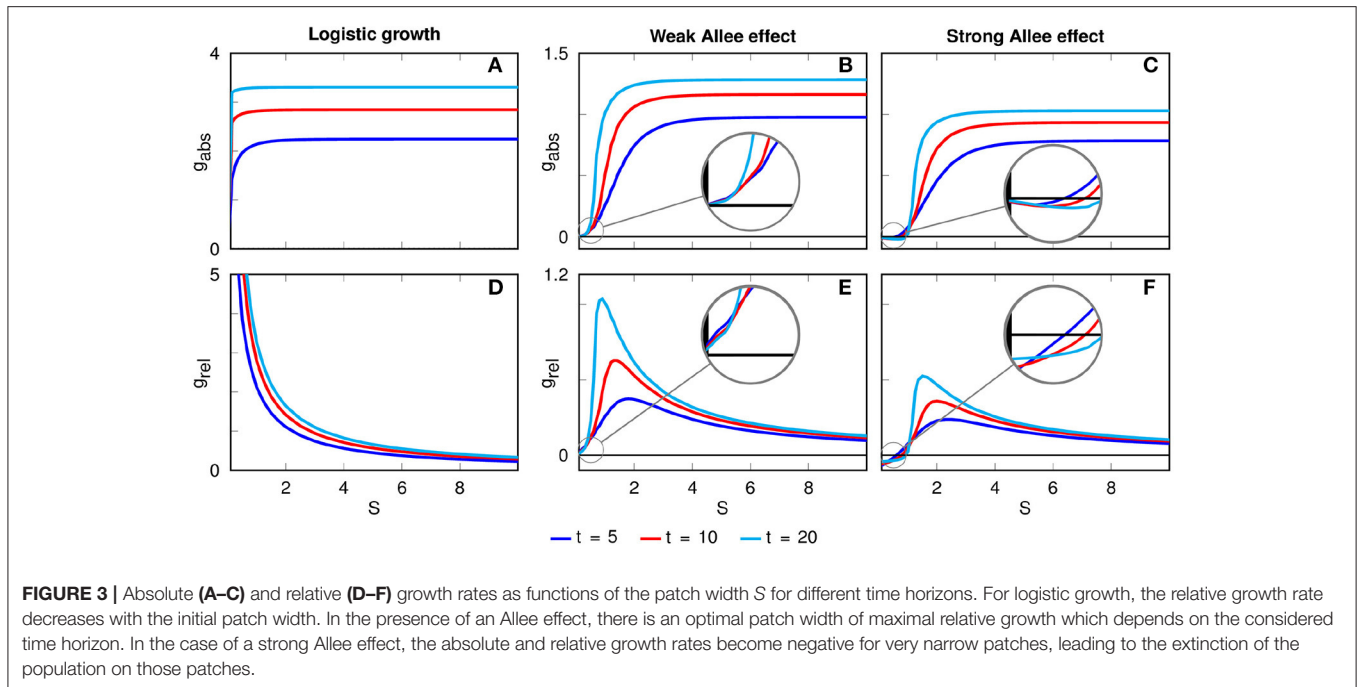 Logistic growth
Weak Allee effect
Strong Allee effect
4
A
gabs
0
1.5
B
gabs
0
C
5
D
grel
0
2
4
6
8
S
1.2
E
grel
0
2
4
6
8
S
F
2
4
6
8
S
t = 5 t = 10 t = 20
FIGURE 3 | Absolute (A–C) and relative (D–F) growth rates as functions of the patch width S for different time horizons. For logistic growth, the relative growth rate
decreases with the initial patch width. In the presence of an Allee effect, there is an optimal patch width of maximal relative growth which depends on the considered
time horizon. In the case of a strong Allee effect, the absolute and relative growth rates become negative for very narrow patches, leading to the extinction of the
population on those patches.